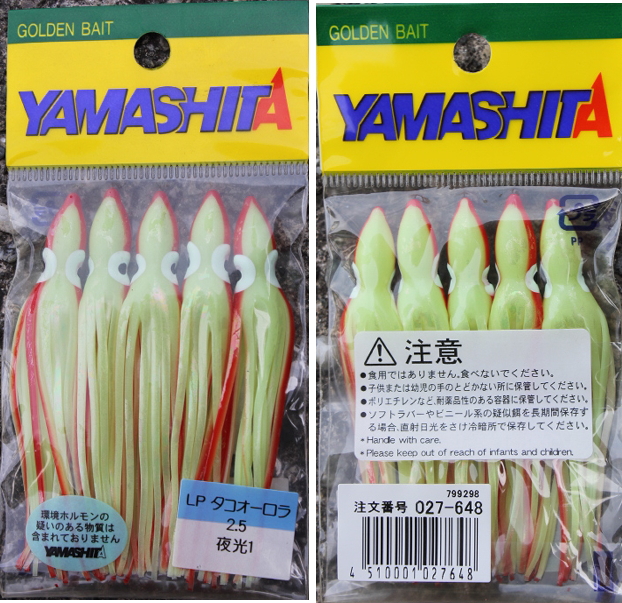 GOLDEN BAIT
YAMASHITA
環境ホルモンの
疑いのある物質は
含まれておりません
YAMASHITA
LP タコオーロラ
2.5
夜光1
GOLDEN BAIT
YAMASHITA
PP
注意
●食用ではありません。食べないでください。
●子供または幼児の手のとどかない所に保管してください。
●ポリエチレンなど、耐薬品性のある容器に保管してください。
●ソフトラバーやビニール系の疑似餌を長期間保存す
る場合、直射日光をさけ冷暗所で保存してください。
*Handle with care.
*Please keep out of reach of infants and children.
799298
注文番号 027-648
4 510001 027648